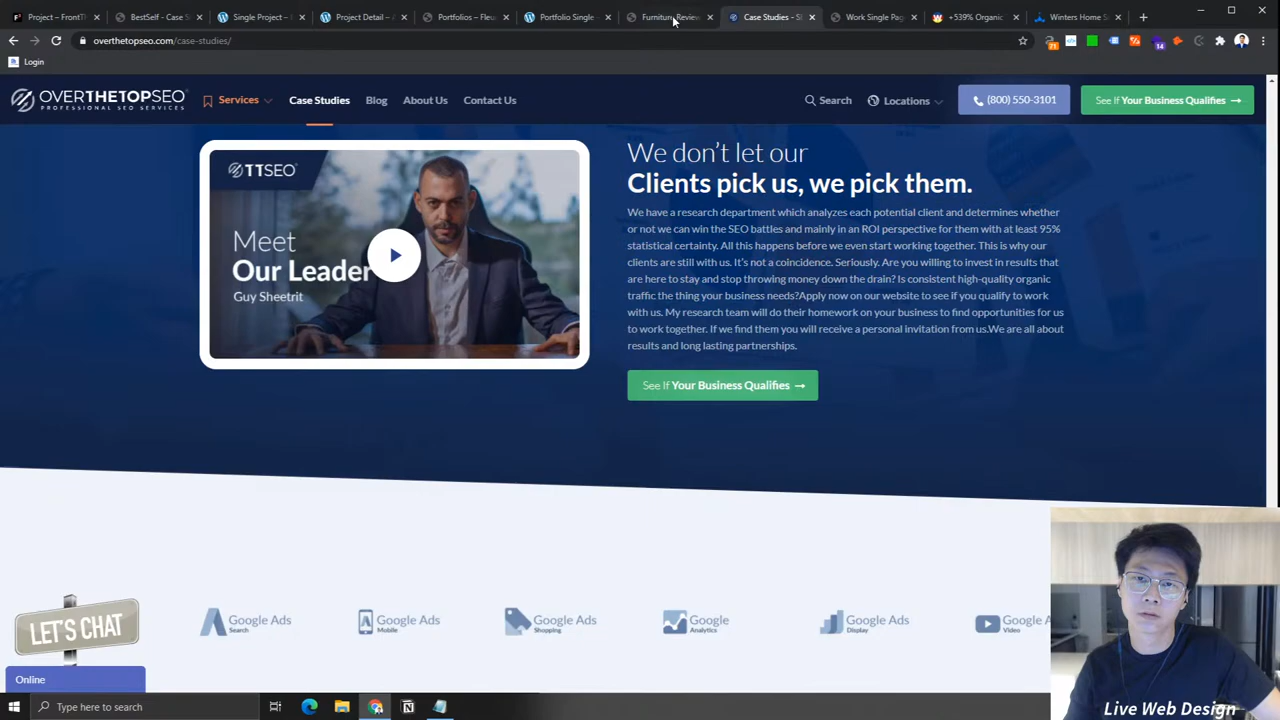 Project – FrontT
BestSelf - Case S
Single Project – M
Project Detail – A
Portfolios – Fleu
Portfolio Single –
Furniture Review
Case Studies - S
Work Single Page
+539% Organic
Winters Home S
overthetopseo.com/case-studies/
71
14
Login
OVERTHETOPSEO
PROFESSIONAL SEO SERVICES
Services
Case Studies
Blog
About Us
Contact Us
Search
Locations
(800) 550-3101
See If Your Business Qualifies →
TTSEO
Meet
Our Leader
Guy Sheetrit
We don't let our
Clients pick us, we pick them.
We have a research department which analyzes each potential client and determines whether
or not we can win the SEO battles and mainly in an ROI perspective for them with at least 95%
statistical certainty. All this happens before we even start working together. This is why our
clients are still with us. It's not a coincidence. Seriously. Are you willing to invest in results
that are here to stay and stop throwing money down the drain? Is consistent high-quality organic
traffic the thing your business needs?Apply now on our website to see if you qualify to work
with us. My research team will do their homework on your business to find opportunities for us
to work together. If we find them you will receive a personal invitation from us.We are all about
results and long lasting partnerships.
See If Your Business Qualifies →
LET'S CHAT
Online
Google Ads
Search
Google Ads
Mobile
Google Ads
Shopping
Google
Analytics
Google Ads
Display
Google A
Video
Type here to search
Live Web Design